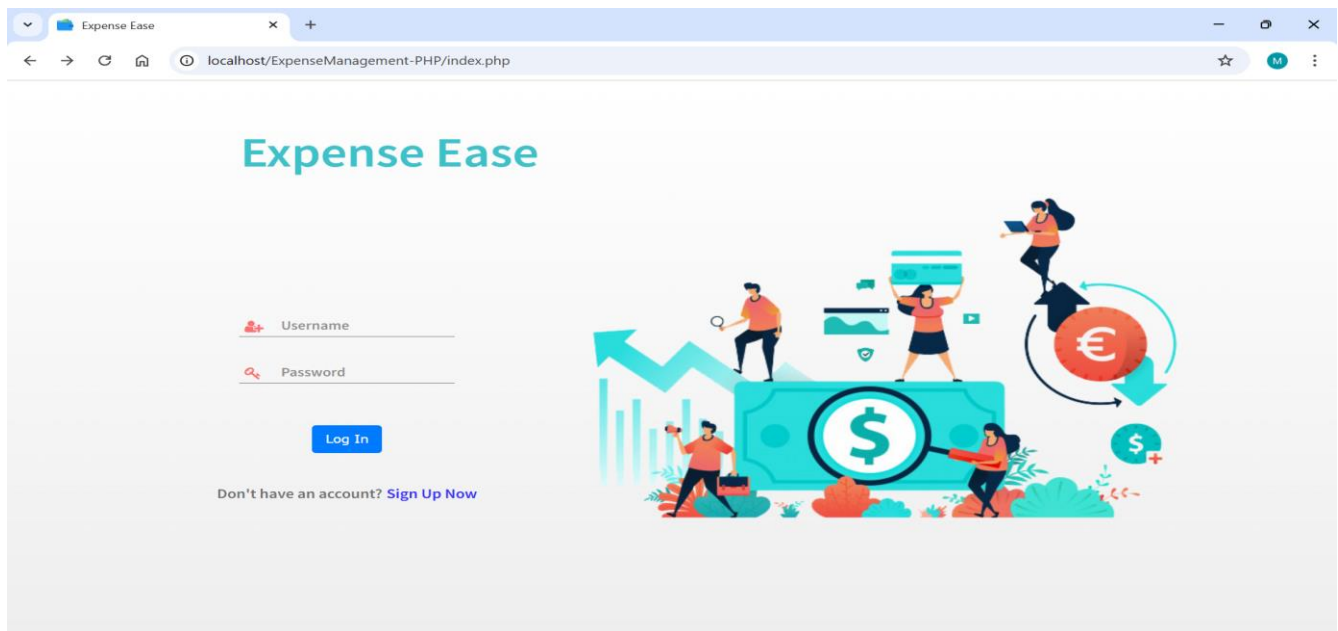 Expense Ease
localhost/ExpenseManagement-PHP/index.php
M
Expense Ease
Username
Password
Log In
Don't have an account? Sign Up Now
$
€
$